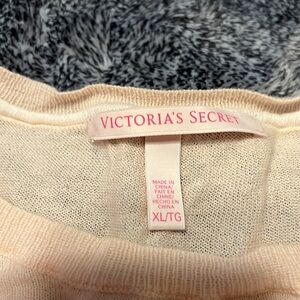 VICTORIA'S SECRET
MADE IN
CHINA/
FAIT EN
CHINE/
HECHO EN
CHINA
XL/TG